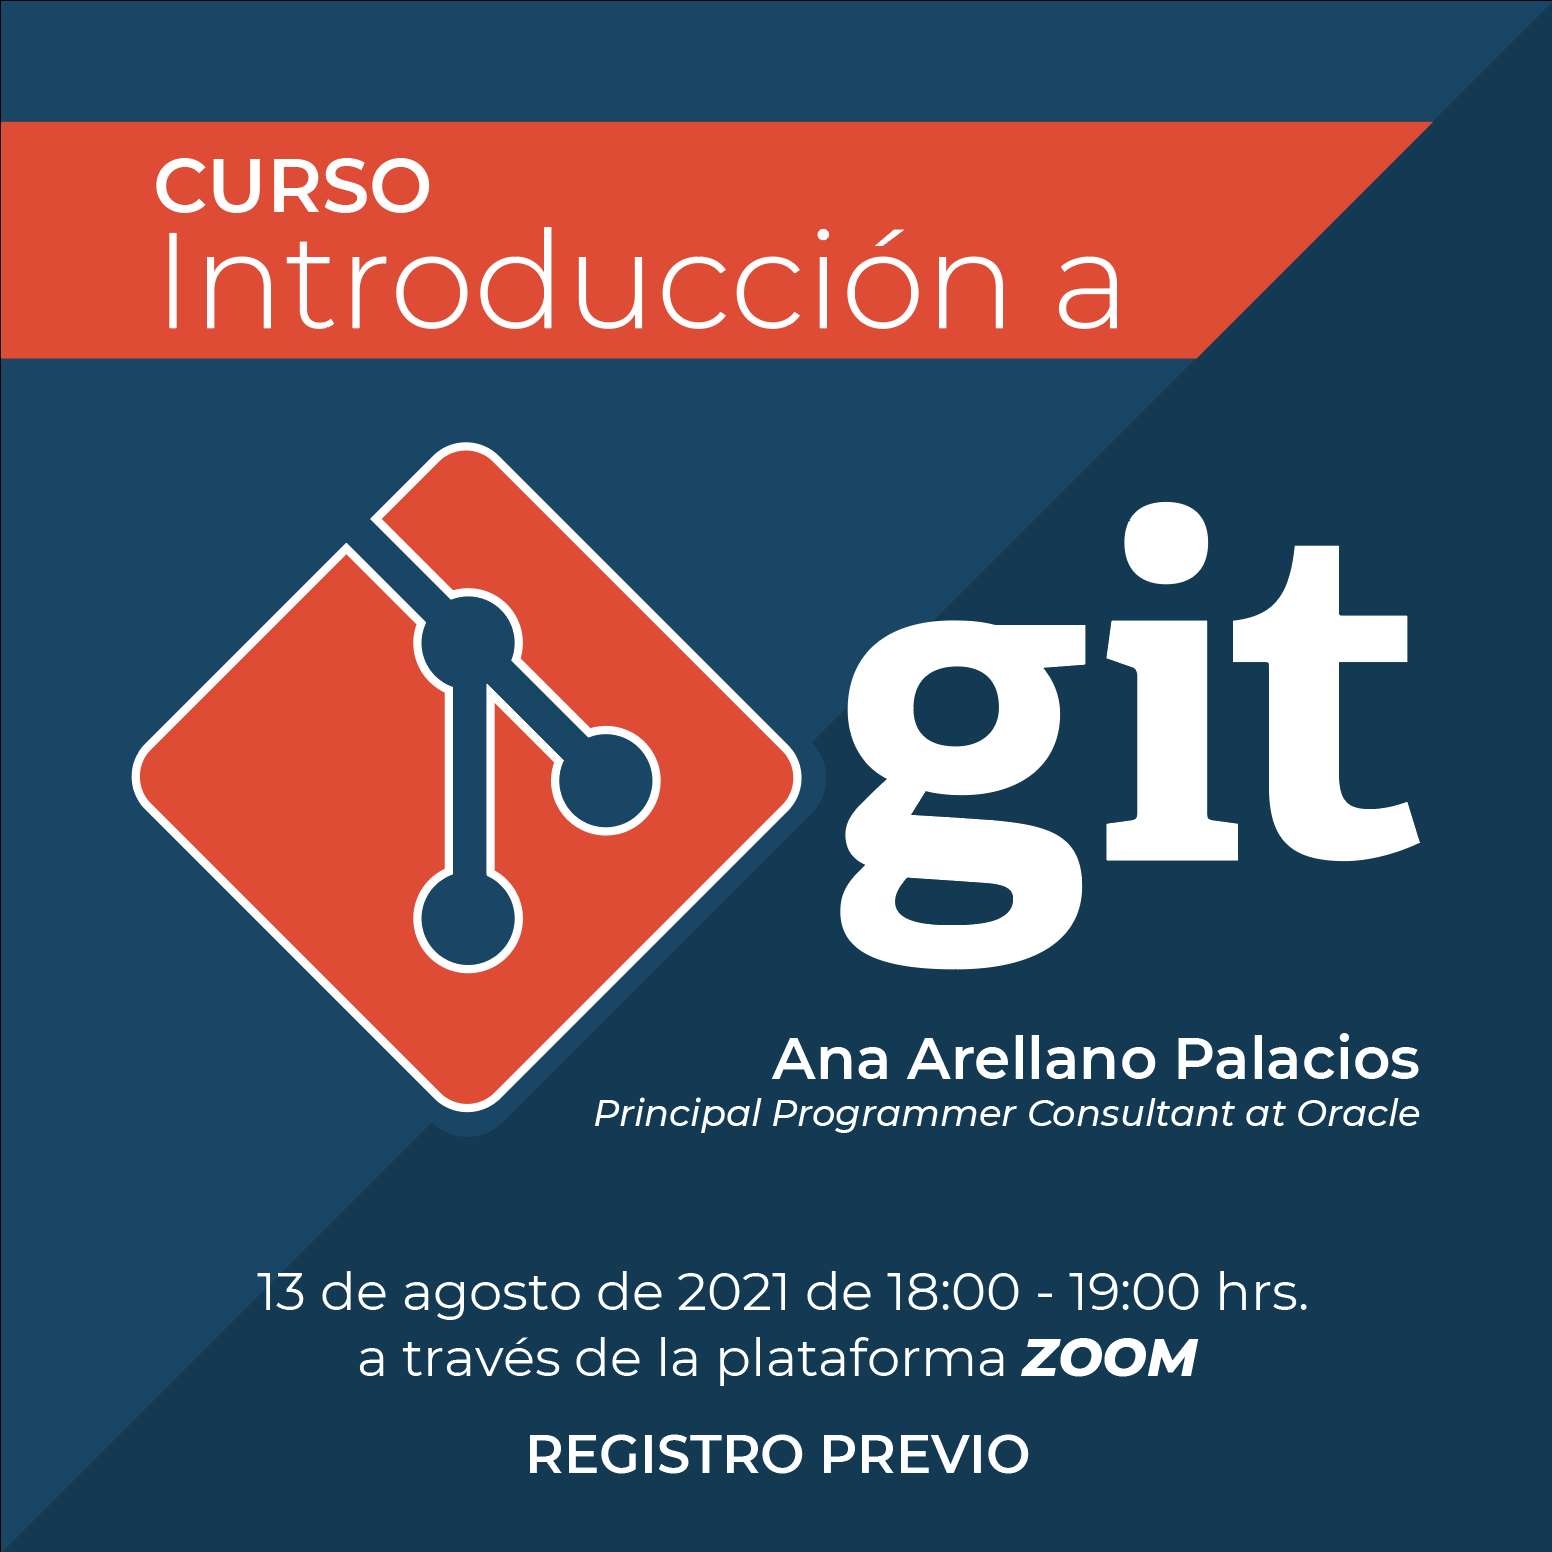 CURSO
Introducción a
git
Ana Arellano Palacios
Principal Programmer Consultant at Oracle
13 de agosto de 2021 de 18:00 - 19:00 hrs.
a través de la plataforma ZOOM
REGISTRO PREVIO